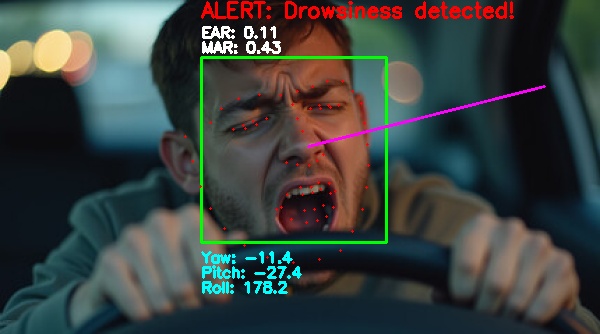 ALERT: Drowsiness detected!
EAR: 0.11
MAR: 0.43
Yaw: -11.4
Pitch: -27.4
Roll: 178.2